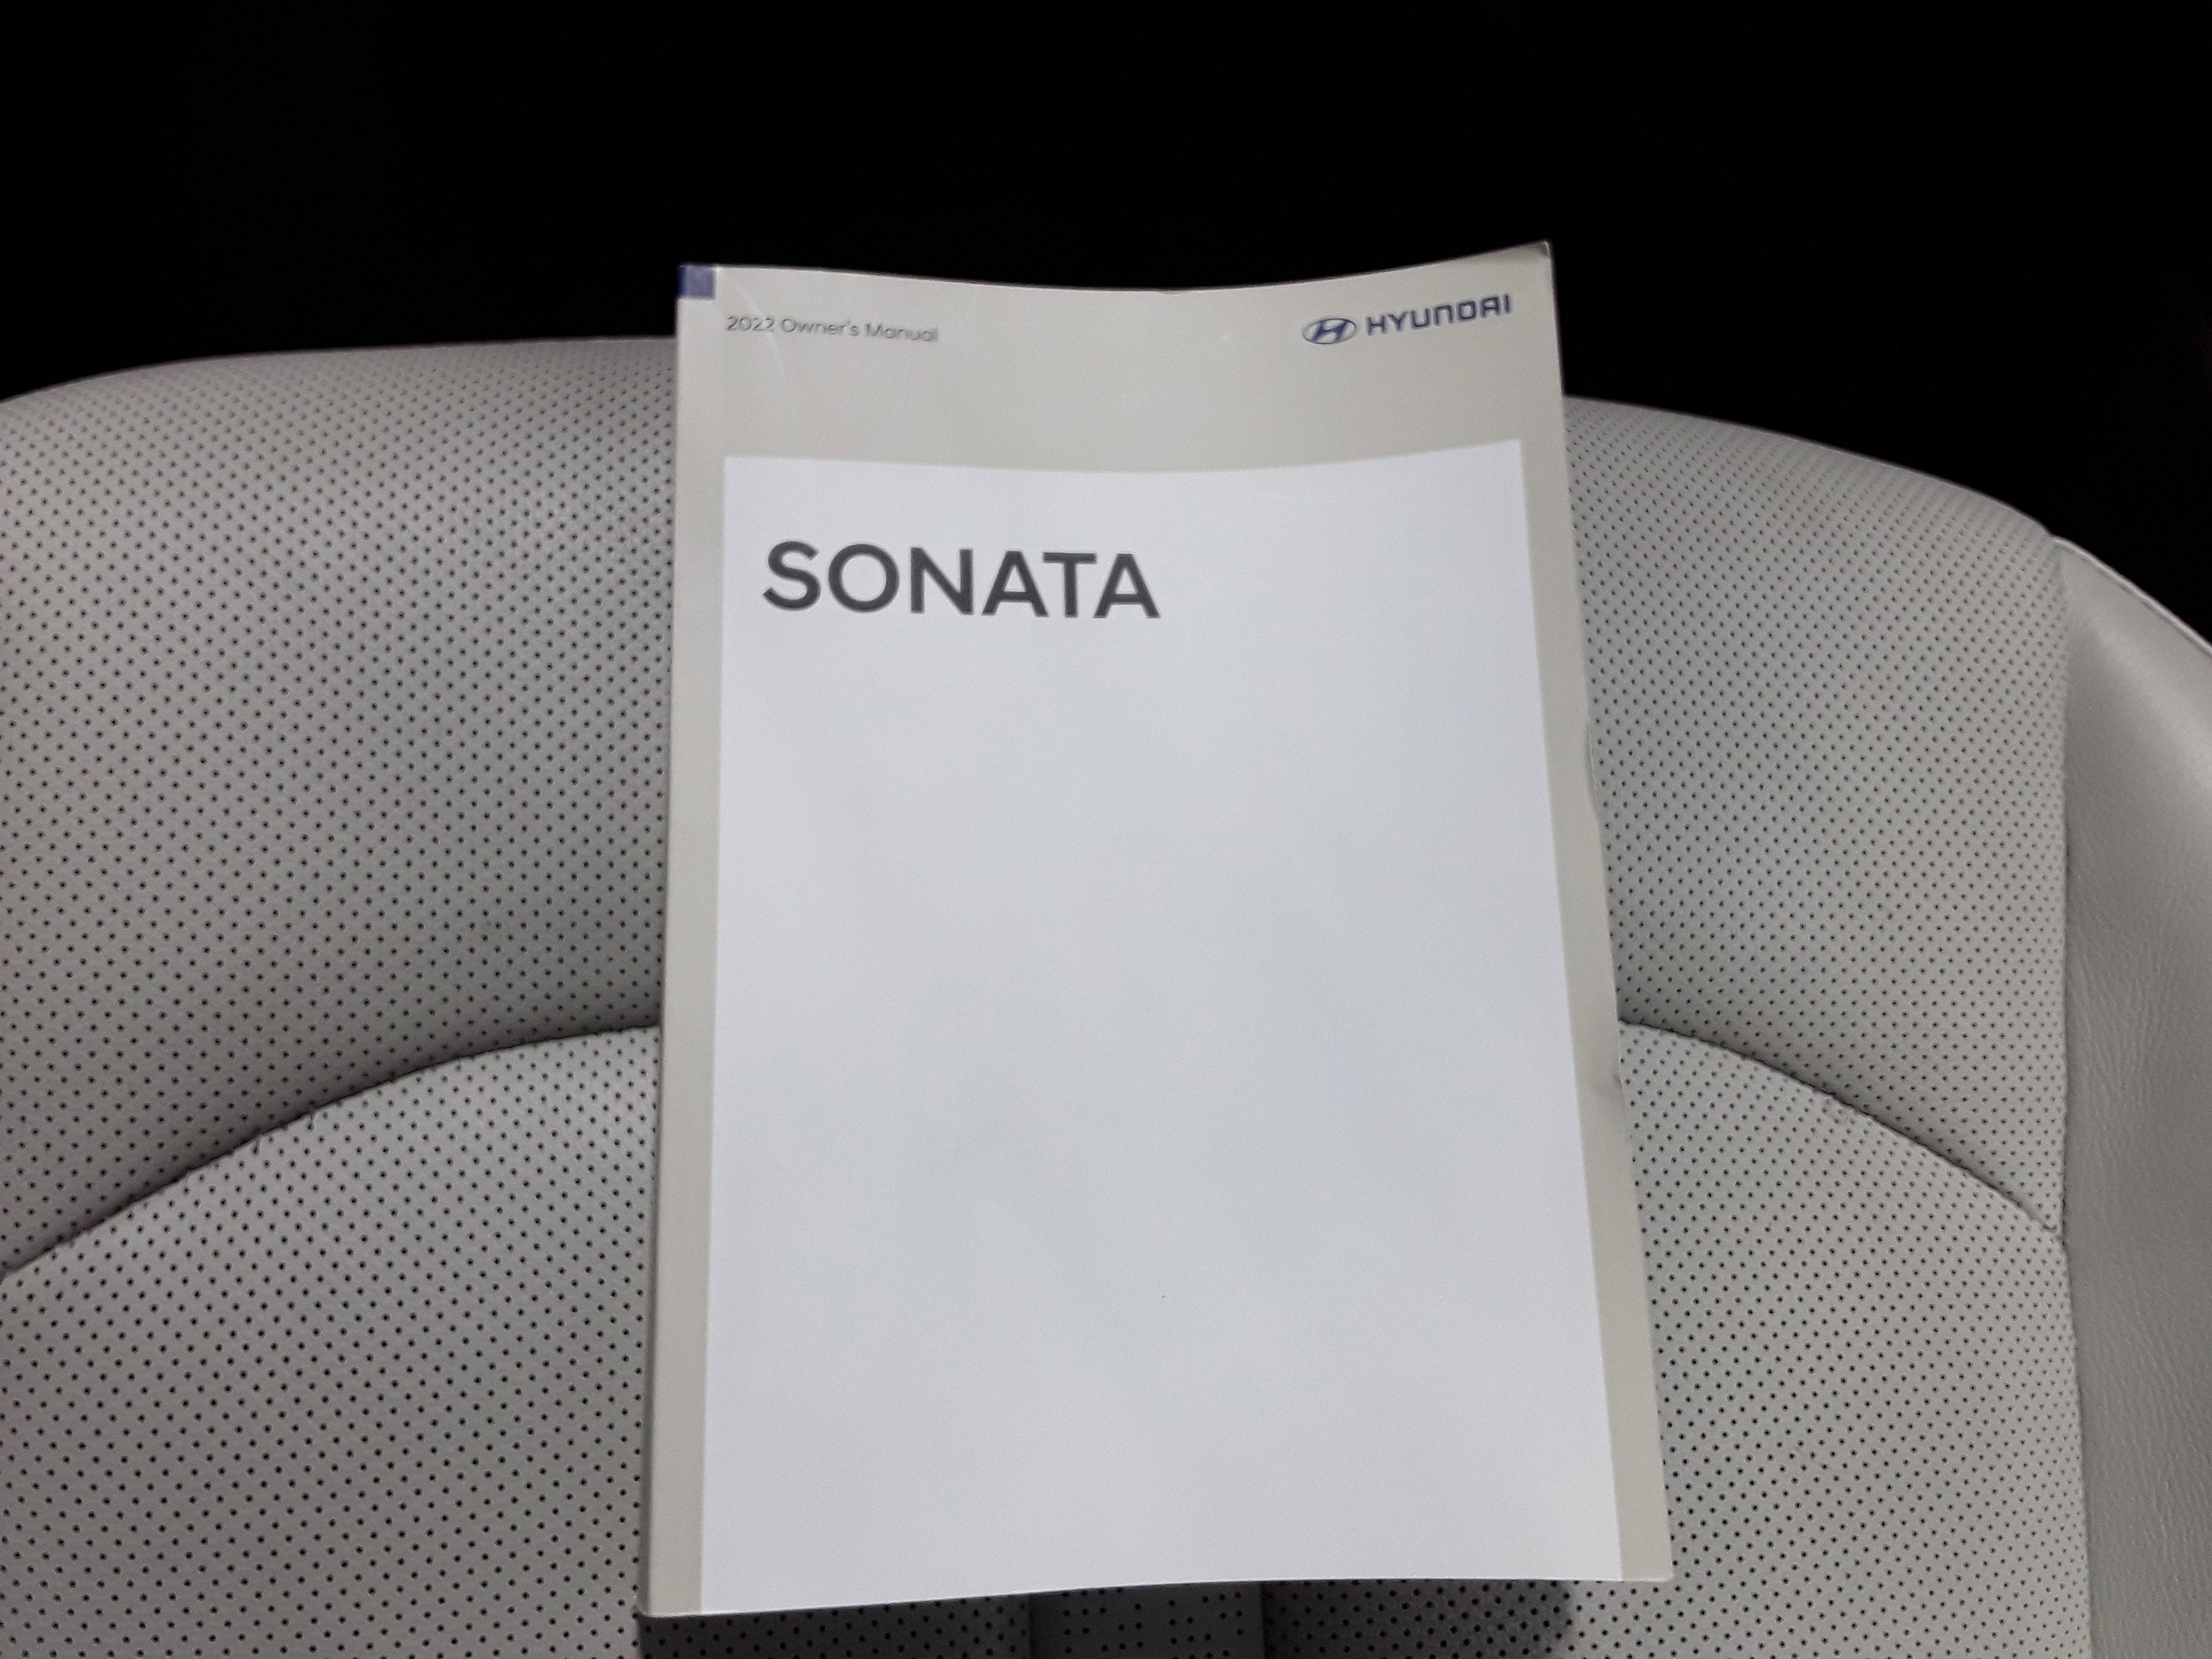 2022 Owner's Manual
HYUNDAI
SONATA